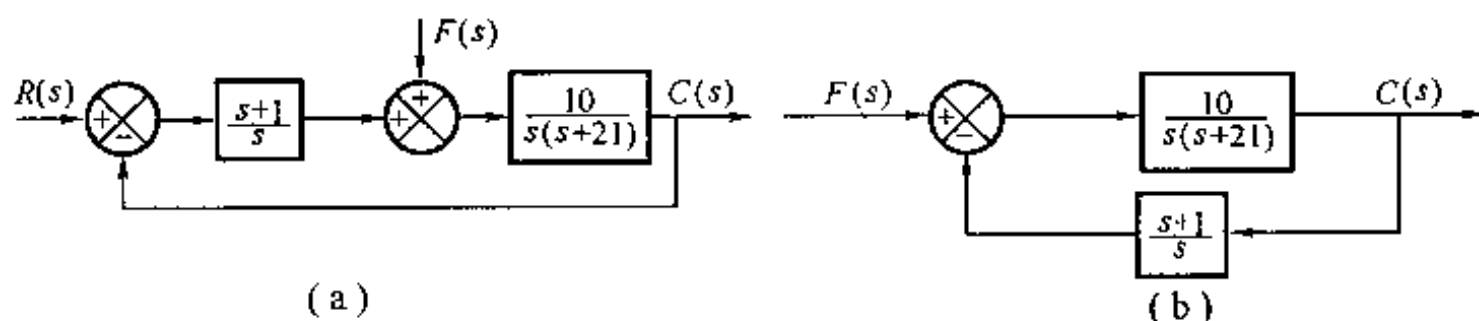 F(s)
R(s)
+
−
s+1
s
+
+
10
s(s+21)
C(s)
(a)
F(s)
+
−
10
s(s+21)
C(s)
s+1
s
(b)